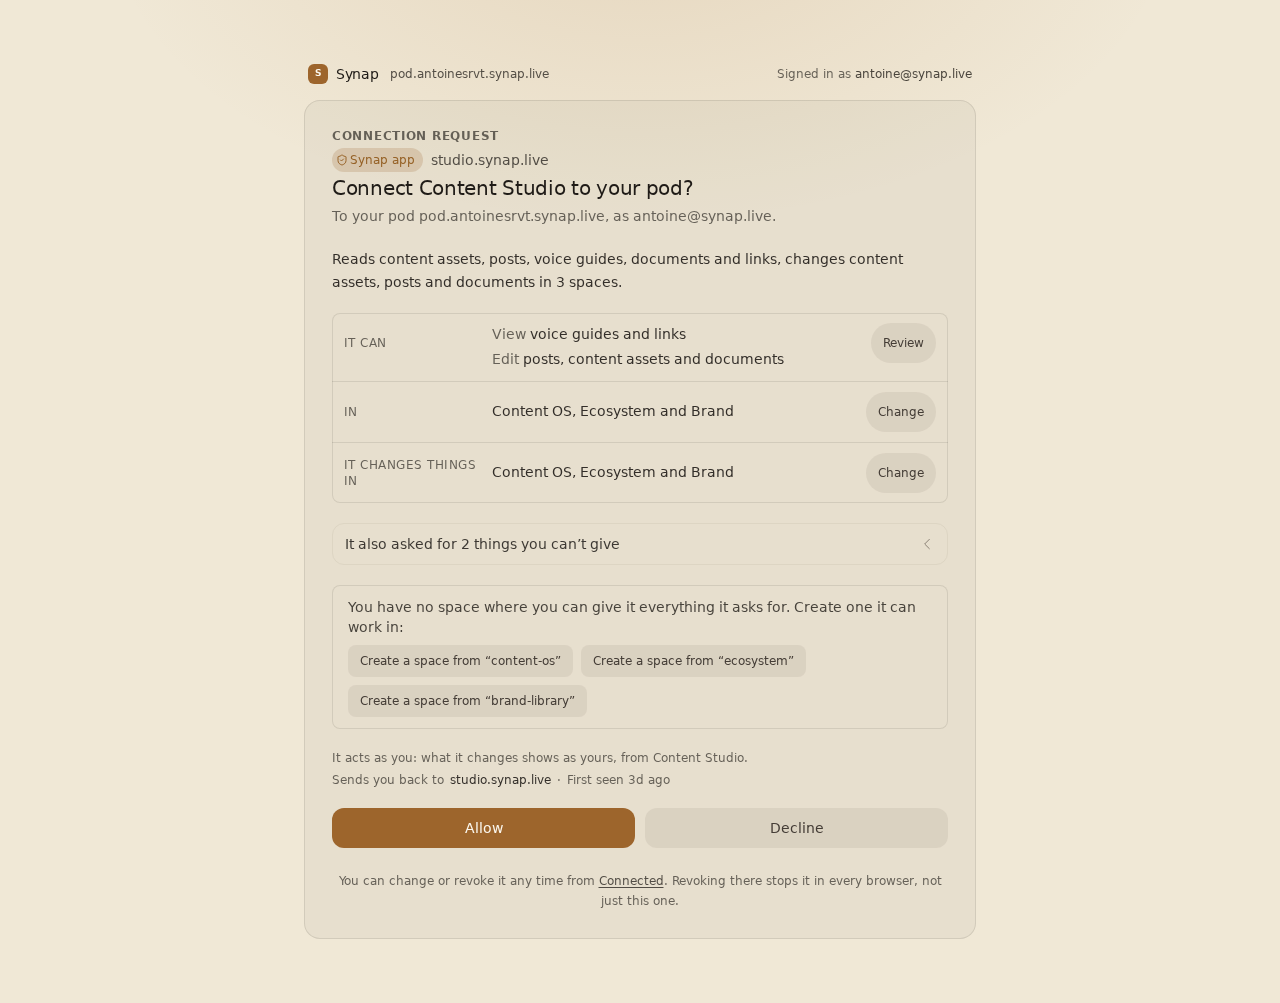 S Synap pod.antoinesrvt.synap.live Signed in as antoine@synap.live
CONNECTION REQUEST
Synap app studio.synap.live
Connect Content Studio to your pod?
To your pod pod.antoinesrvt.synap.live, as antoine@synap.live.
Reads content assets, posts, voice guides, documents and links, changes content
assets, posts and documents in 3 spaces.
IT CAN
View voice guides and links
Edit posts, content assets and documents
Review
IN Content OS, Ecosystem and Brand Change
IT CHANGES THINGS
IN
Content OS, Ecosystem and Brand Change
It also asked for 2 things you can’t give
You have no space where you can give it everything it asks for. Create one it can
work in:
Create a space from “content-os” Create a space from “ecosystem”
Create a space from “brand-library”
It acts as you: what it changes shows as yours, from Content Studio.
Sends you back to studio.synap.live · First seen 3d ago
Allow Decline
You can change or revoke it any time from Connected. Revoking there stops it in every browser, not
just this one.